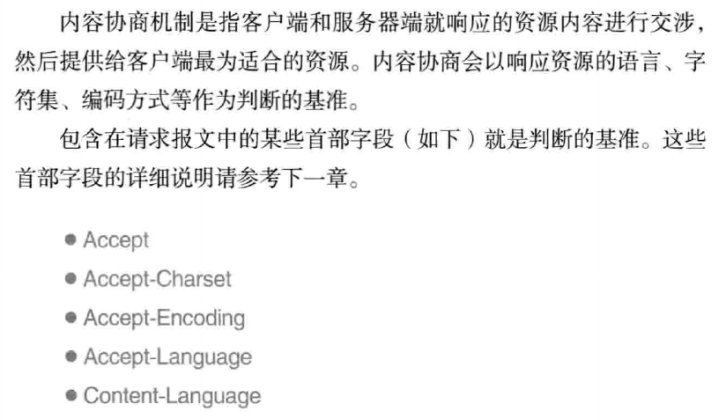 内容协商机制是指客户端和服务器端就响应的资源内容进行交涉，
然后提供给客户端最为适合的资源。内容协商会以响应资源的语言、字
符集、编码方式等作为判断的基准。
包含在请求报文中的某些首部字段（如下）就是判断的基准。这些
首部字段的详细说明请参考下一章。
● Accept
● Accept-Charset
● Accept-Encoding
● Accept-Language
● Content-Language